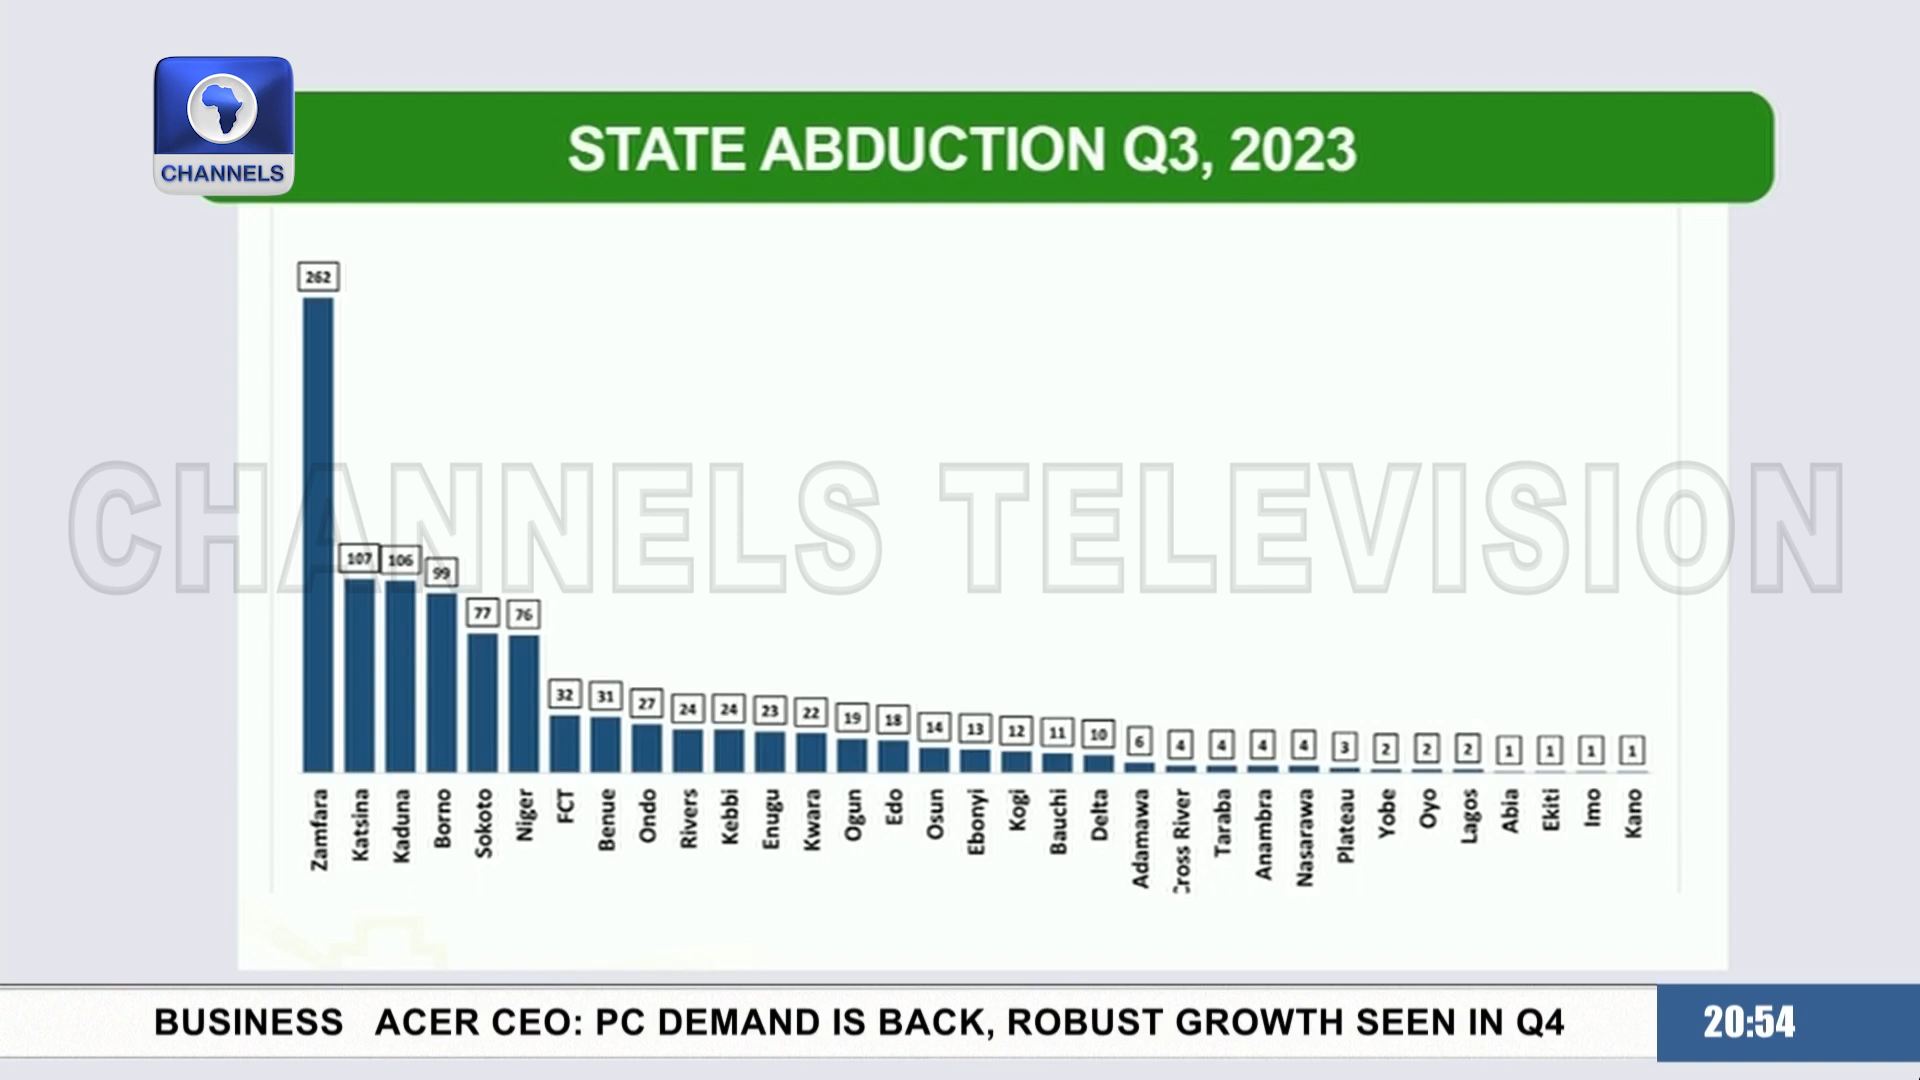 CHANNELS
STATE ABDUCTION Q3, 2023
262
107 106 99 77 76 32 31 27 24 24 23 22 19 18 14 13 12 11 10 6 4 4 4 4 3 2 2 2 1 1 1 1
CHANNELS TELEVISION
Zamfara Katsina Kaduna Borno Sokoto Niger FCT Benue Ondo Rivers Kebbi Enugu Kwara Ogun Edo Osun Ebonyi Kogi Bauchi Delta Adamawa Cross River Taraba Anambra Nasarawa Plateau Yobe Oyo Lagos Abia Ekiti Imo Kano
BUSINESS ACER CEO: PC DEMAND IS BACK, ROBUST GROWTH SEEN IN Q4
20:54